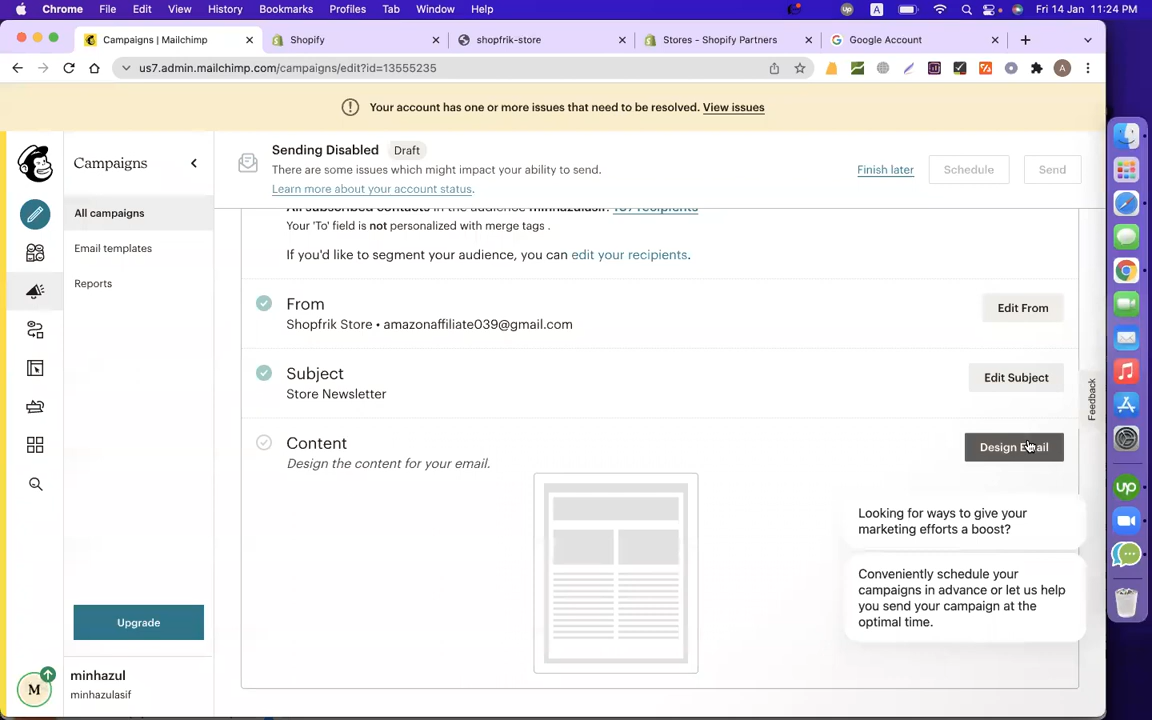 Chrome File Edit View History Bookmarks Profiles Tab Window Help A Fri 14 Jan 11:24 PM
Campaigns | Mailchimp Shopify shopfrik-store Stores - Shopify Partners Google Account
us7.admin.mailchimp.com/campaigns/edit?id=13555235
Your account has one or more issues that need to be resolved. View issues
Campaigns
All campaigns
Email templates
Reports
Upgrade
M
minhazul
minhazulasif
Sending Disabled Draft
There are some issues which might impact your ability to send.
Learn more about your account status.
Finish later Schedule Send
Your 'To' field is not personalized with merge tags .
If you'd like to segment your audience, you can edit your recipients.
From
Shopfrik Store • amazonaffiliate039@gmail.com
Edit From
Subject
Store Newsletter
Edit Subject
Content
Design the content for your email.
Design Email
Looking for ways to give your
marketing efforts a boost?
Conveniently schedule your
campaigns in advance or let us help
you send your campaign at the
optimal time.
Feedback
up